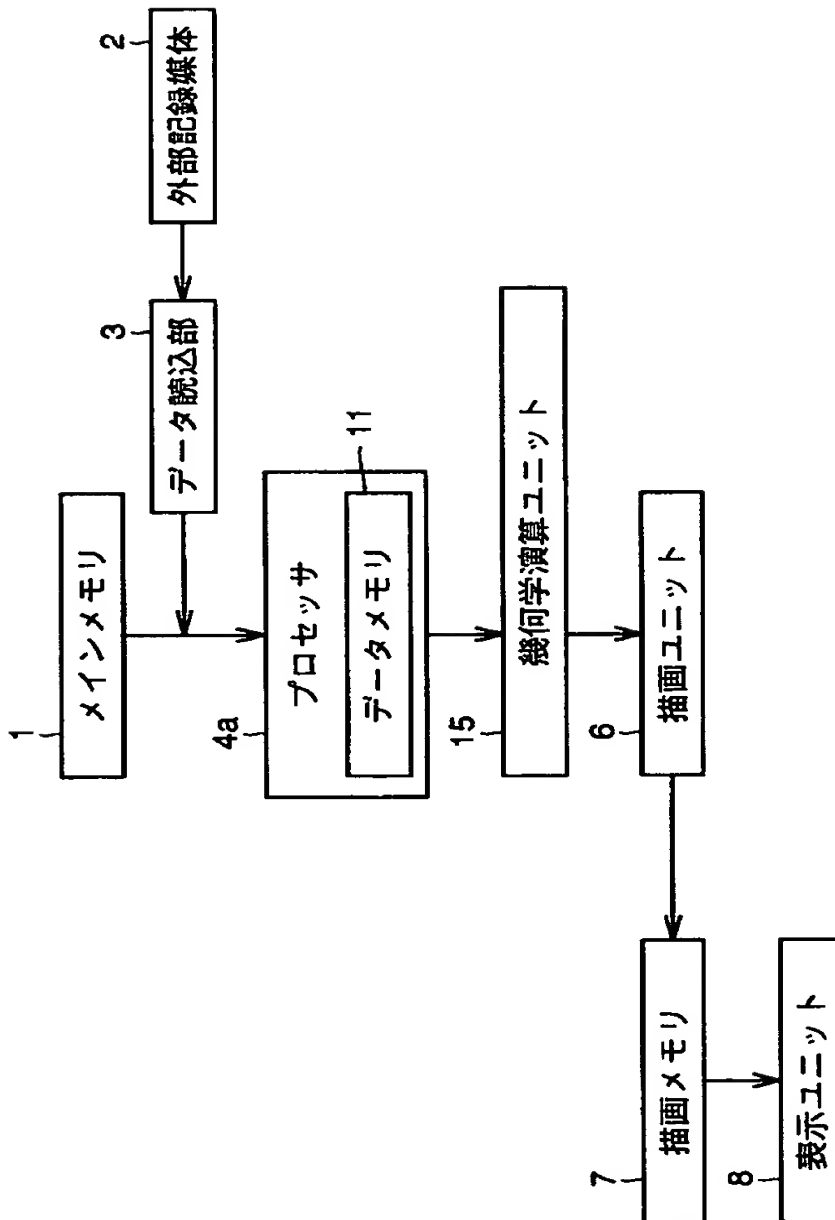 1
メインメモリ
2
外部記録媒体
3
データ読込部
4a
プロセッサ
11
データメモリ
15
幾何学演算ユニット
6
描画ユニット
7
描画メモリ
8
表示ユニット